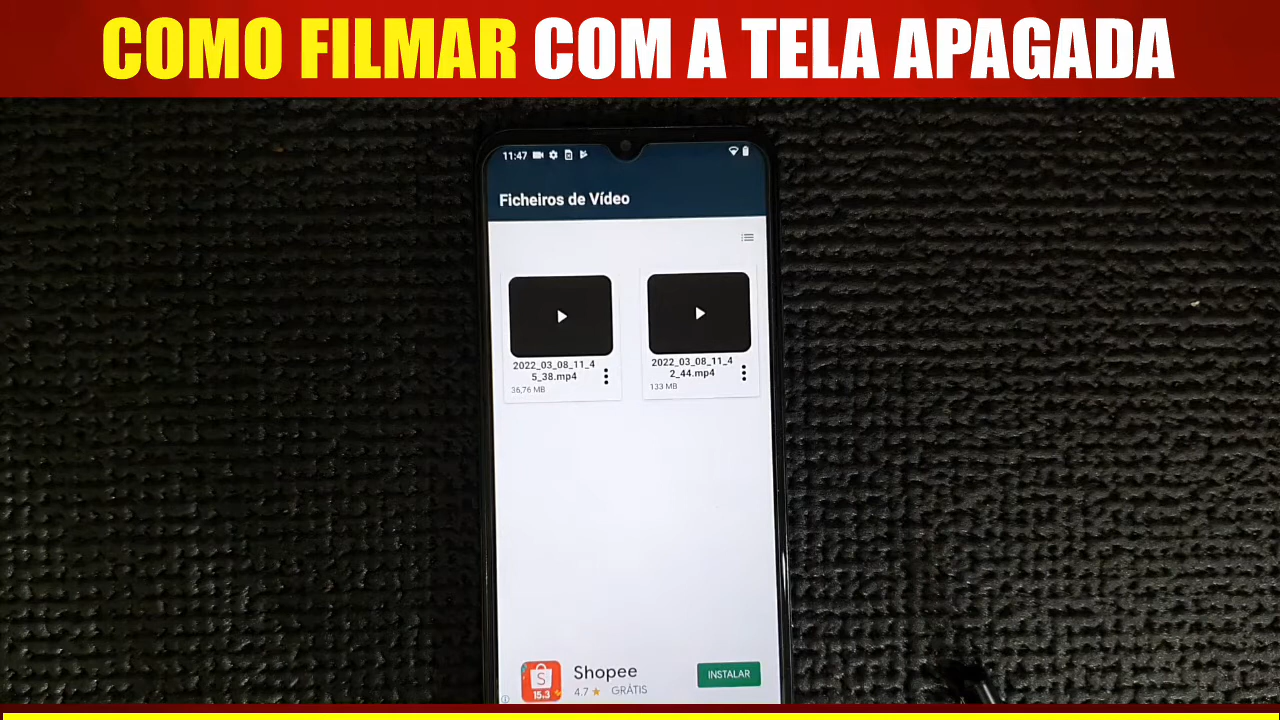 COMO FILMAR COM A TELA APAGADA
11:47
Ficheiros de Vídeo
2022_03_08_11_4
5_38.mp4
36,76 MB
2022_03_08_11_4
2_44.mp4
133 MB
Shopee
4.7 ★ GRÁTIS
INSTALAR
S
15.3